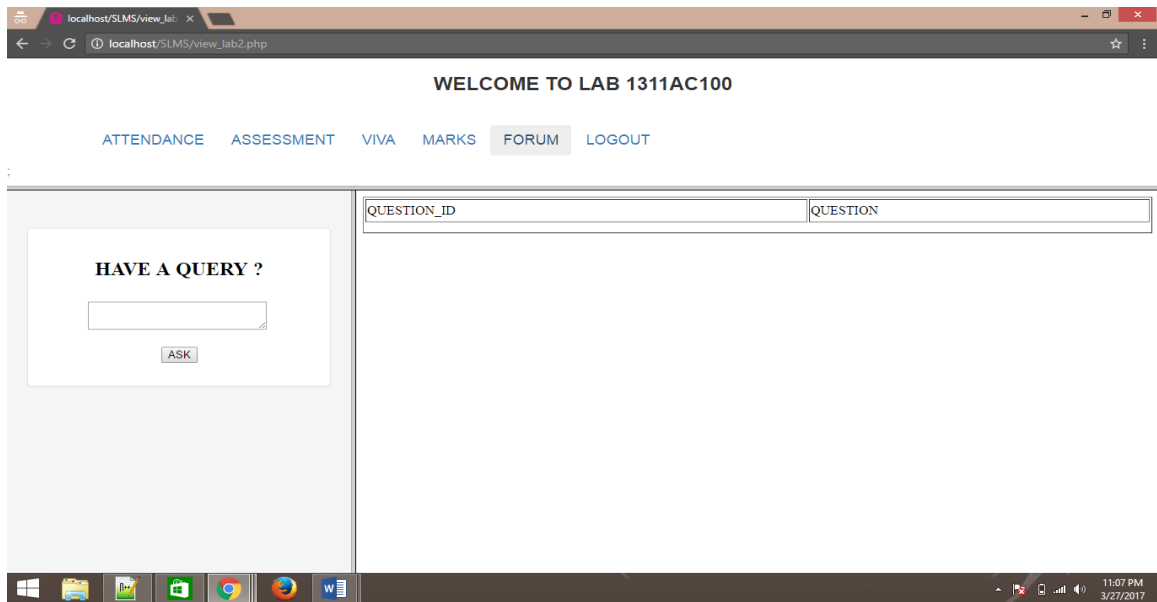 localhost/SLMS/view_lab
localhost/SLMS/view_lab2.php
WELCOME TO LAB 1311AC100
ATTENDANCE ASSESSMENT VIVA MARKS FORUM LOGOUT
;
QUESTION_ID QUESTION
HAVE A QUERY ?
ASK
11:07 PM
3/27/2017